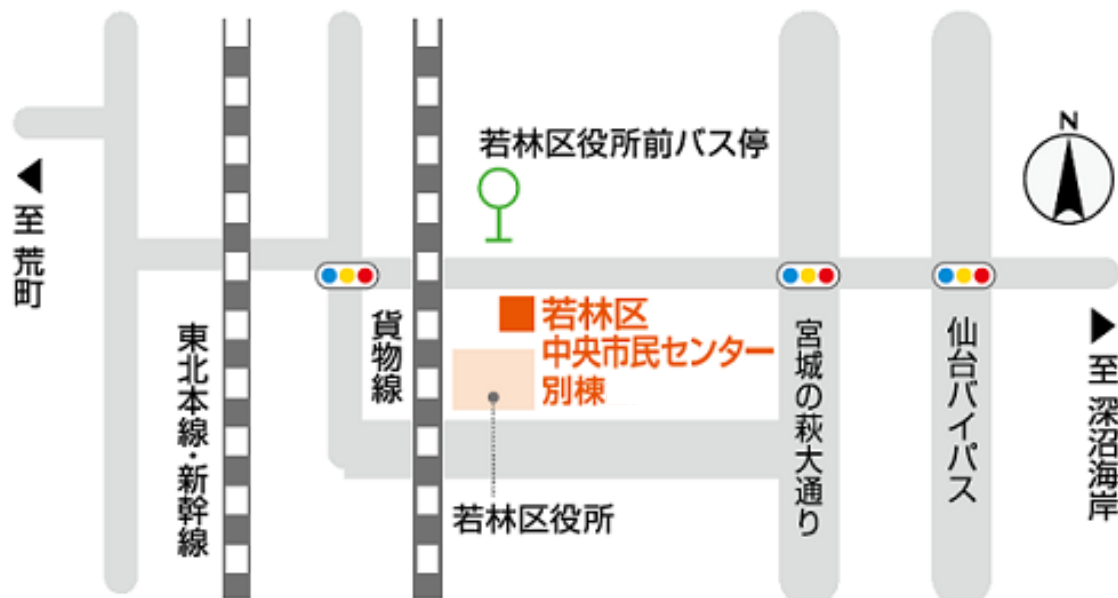 N
若林区役所前バス停
◀至 荒町
東北本線・新幹線
貨物線
若林区
中央市民センター
別棟
若林区役所
宮城の萩大通り
仙台バイパス
▶至 深沼海岸